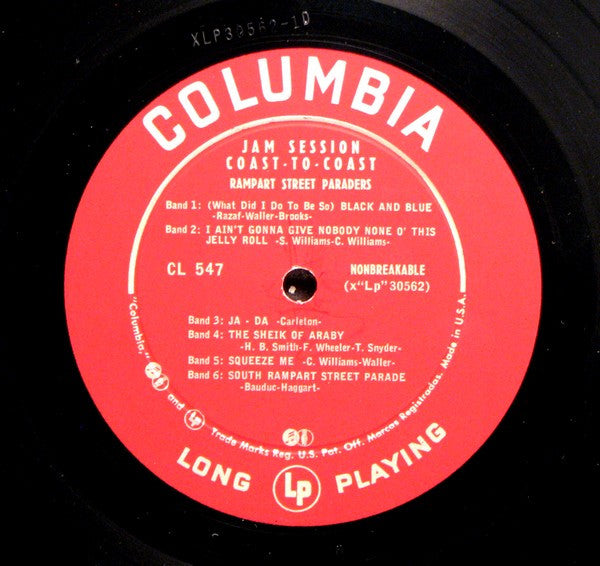 XLP30562-1D
COLUMBIA
JAM SESSION
COAST-TO-COAST
RAMPART STREET PARADERS
Band 1: (What Did I Do To Be So) BLACK AND BLUE
-Razaf-Waller-Brooks-
Band 2: I AIN'T GONNA GIVE NOBODY NONE O' THIS
JELLY ROLL -S. Williams-C. Williams-
CL 547
NONBREAKABLE
(x"Lp" 30562)
Band 3: JA - DA -Carleton-
Band 4: THE SHEIK OF ARABY
-H. B. Smith-F. Wheeler-T. Snyder-
Band 5: SQUEEZE ME -C. Williams-Waller-
Band 6: SOUTH RAMPART STREET PARADE
-Bauduc-Haggart-
"Columbia," and Lp Trade Marks Reg. U.S. Pat. Off. Marcas Registradas. Made in U.S.A.
LONG Lp PLAYING